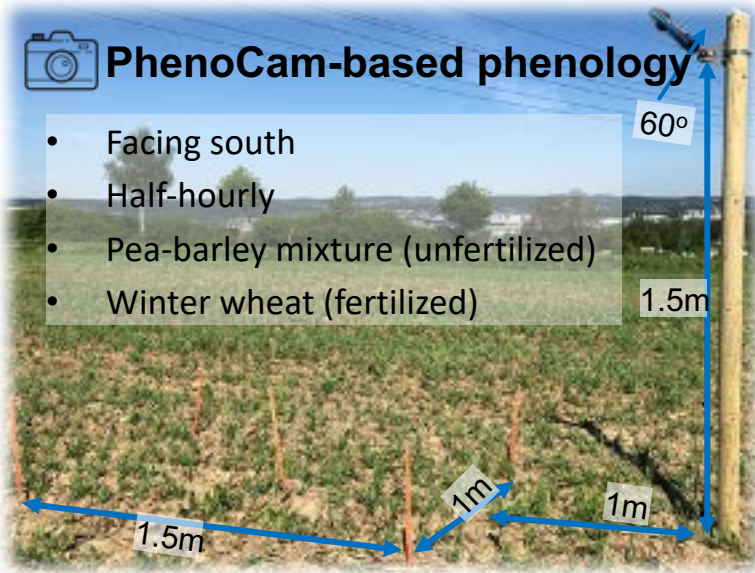 PhenoCam-based phenology
• Facing south
• Half-hourly
• Pea-barley mixture (unfertilized)
• Winter wheat (fertilized)
60º
1.5m
1m
1m
1.5m